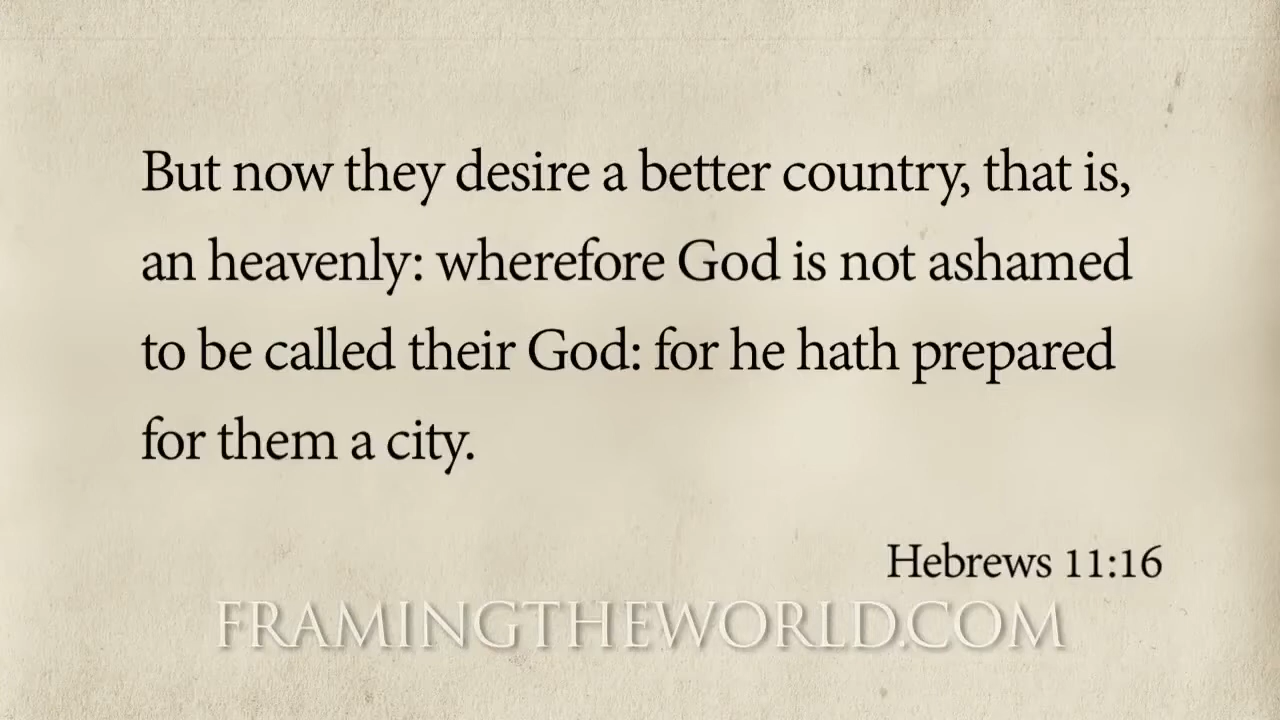 But now they desire a better country, that is,
an heavenly: wherefore God is not ashamed
to be called their God: for he hath prepared
for them a city.
Hebrews 11:16
FRAMINGTHEWORLD.COM